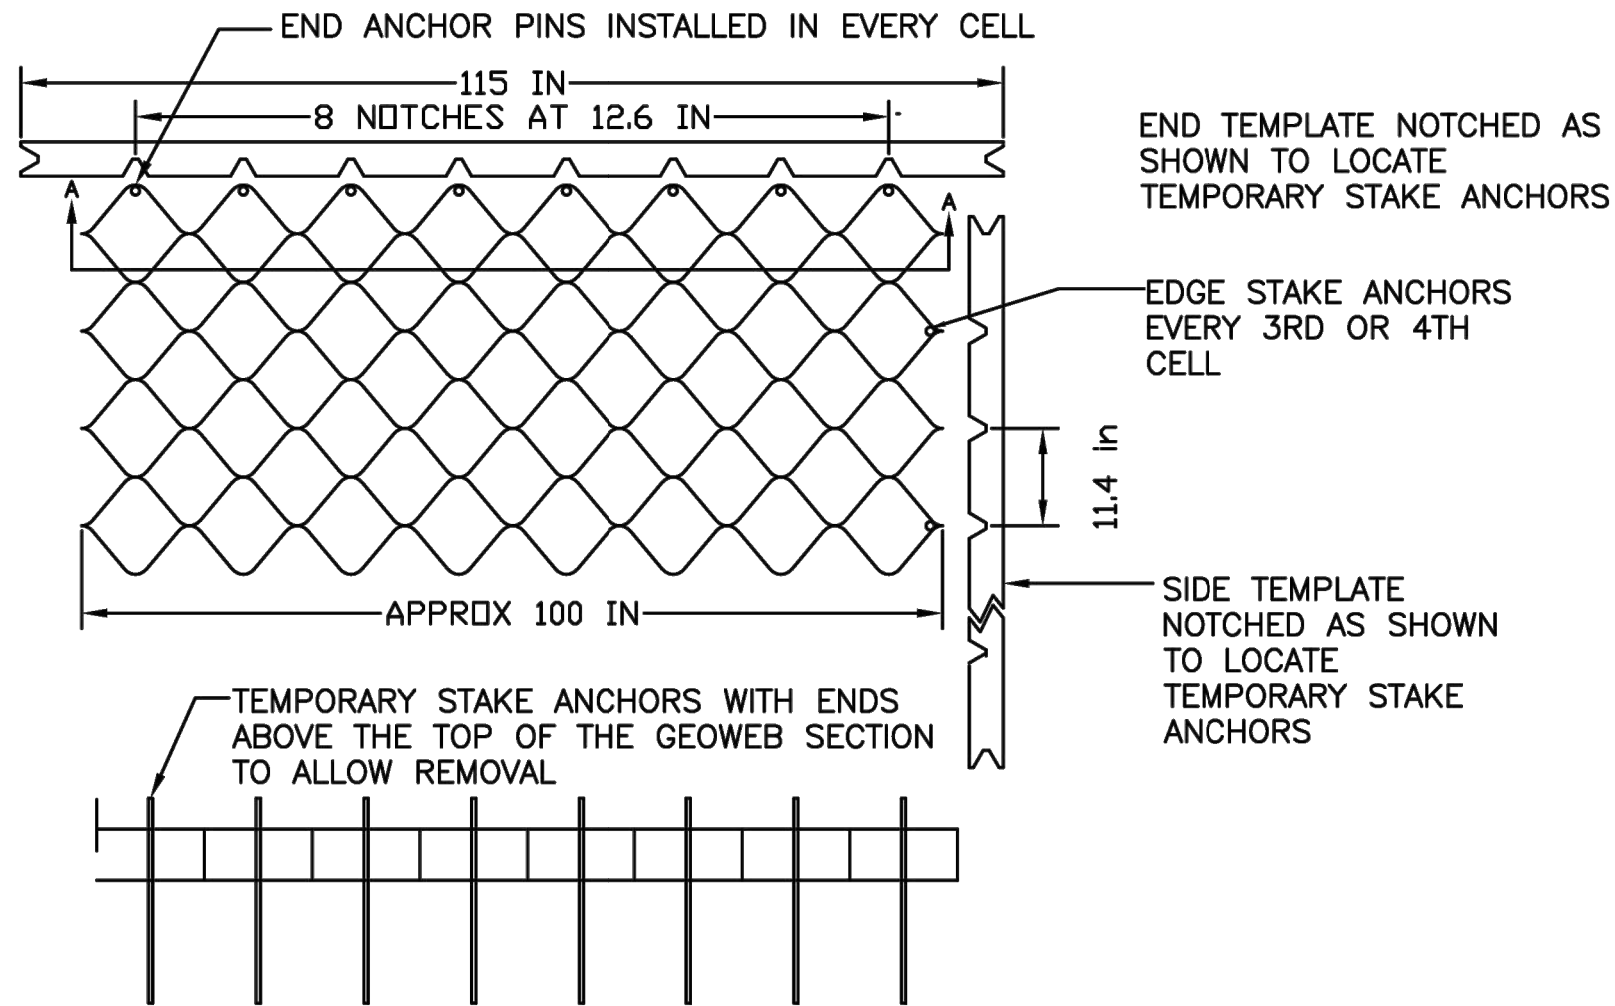 END ANCHOR PINS INSTALLED IN EVERY CELL
115 IN
8 NOTCHES AT 12.6 IN
END TEMPLATE NOTCHED AS
SHOWN TO LOCATE
TEMPORARY STAKE ANCHORS
A
A
EDGE STAKE ANCHORS
EVERY 3RD OR 4TH
CELL
11.4 in
APPROX 100 IN
SIDE TEMPLATE
NOTCHED AS SHOWN
TO LOCATE
TEMPORARY STAKE
ANCHORS
TEMPORARY STAKE ANCHORS WITH ENDS
ABOVE THE TOP OF THE GEOWEB SECTION
TO ALLOW REMOVAL